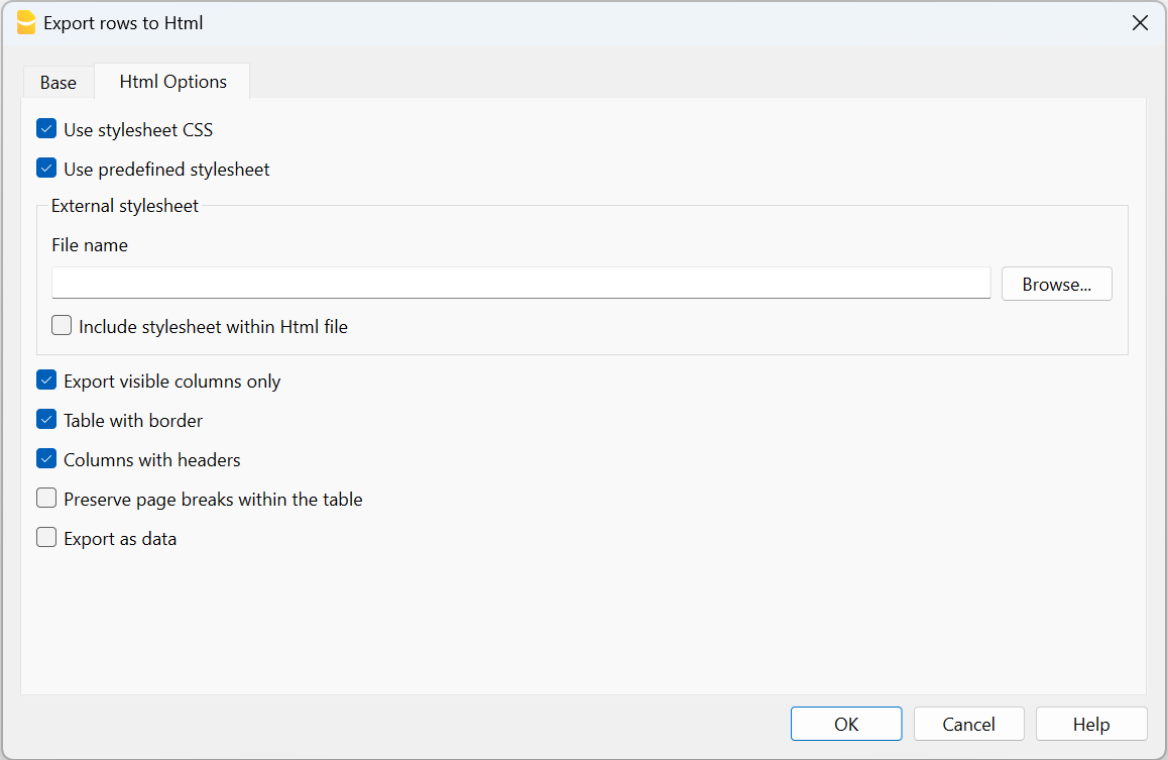 Export rows to Html
Base Html Options
Use stylesheet CSS
Use predefined stylesheet
External stylesheet
File name
Browse...
Include stylesheet within Html file
Export visible columns only
Table with border
Columns with headers
Preserve page breaks within the table
Export as data
OK Cancel Help